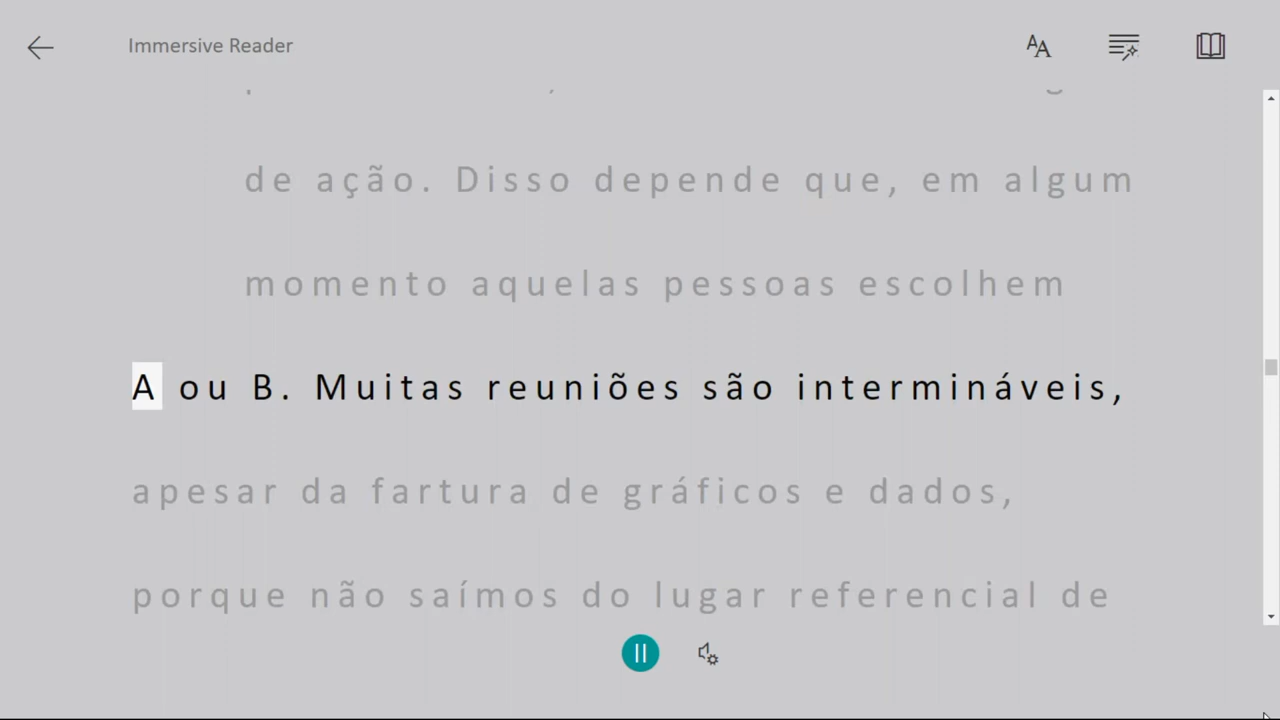 Immersive Reader
de ação. Disso depende que, em algum
momento aquelas pessoas escolhem
A ou B. Muitas reuniões são intermináveis,
apesar da fartura de gráficos e dados,
porque não saímos do lugar referencial de